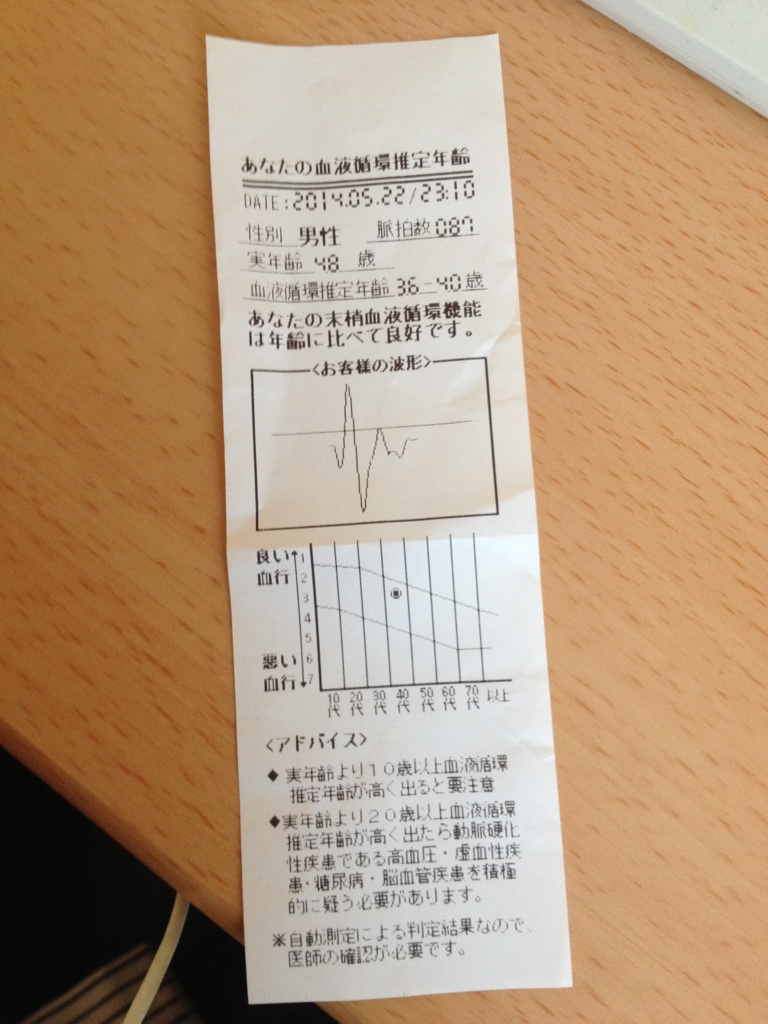 あなたの血液循環推定年齢
DATE:2014.05.22/23:10
性別 男性 脈拍数 087
実年齢 48 歳
血液循環推定年齢 36-40 歳
あなたの末梢血液循環機能
は年齢に比べて良好です。
<お客様の波形>
良い↑
血行
悪い
血行↓
1
2
3
4
5
6
7
10代 20代 30代 40代 50代 60代 70代 以上
<アドバイス>
◆ 実年齢より10歳以上血液循環
推定年齢が高く出ると要注意
◆実年齢より20歳以上血液循環
推定年齢が高く出たら動脈硬化
性疾患である高血圧・虚血性疾
患・糖尿病・脳血管疾患を積極
的に疑う必要があります。
※自動測定による判定結果なので、
医師の確認が必要です。